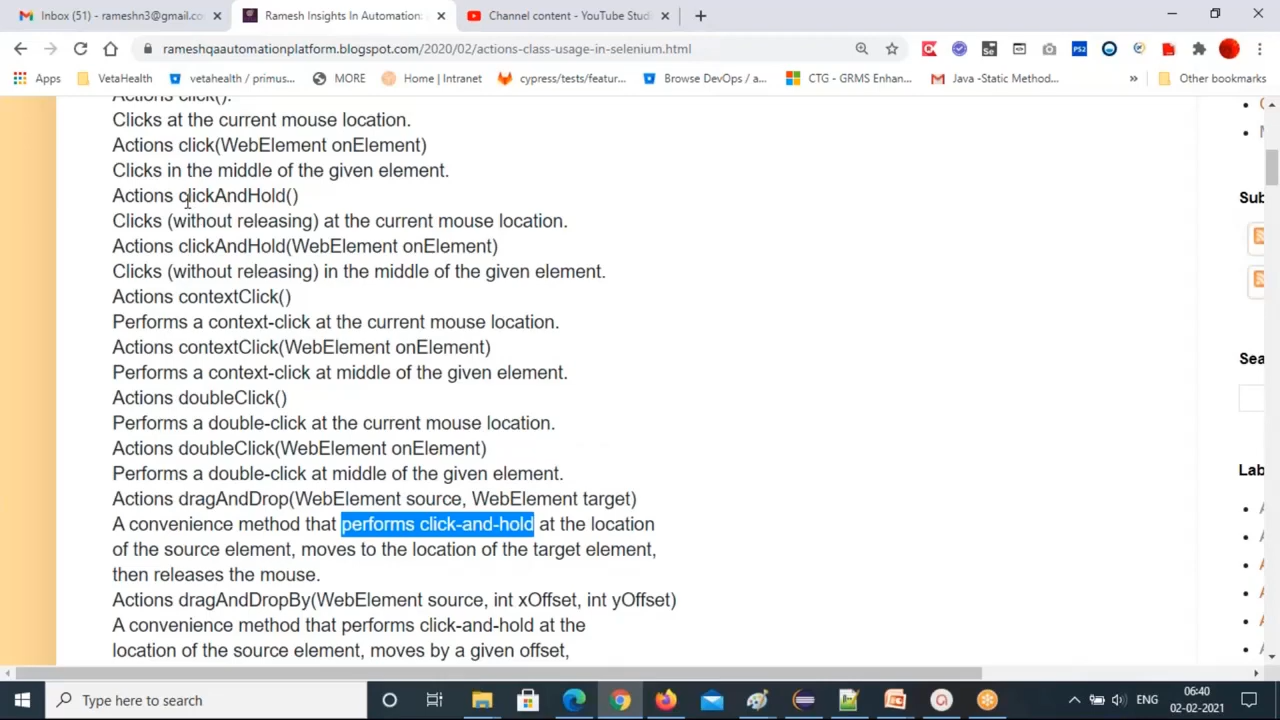 Inbox (51) - rameshn3@gmail.co
Ramesh Insights In Automation:
Channel content - YouTube Studi
rameshqaautomationplatform.blogspot.com/2020/02/actions-class-usage-in-selenium.html
Apps
VetaHealth
vetahealth / primus...
MORE
Home | Intranet
cypress/tests/featur...
Browse DevOps / a...
CTG - GRMS Enhan...
Java -Static Method...
»
Other bookmarks
Actions click().
Clicks at the current mouse location.
Actions click(WebElement onElement)
Clicks in the middle of the given element.
Actions clickAndHold()
Clicks (without releasing) at the current mouse location.
Actions clickAndHold(WebElement onElement)
Clicks (without releasing) in the middle of the given element.
Actions contextClick()
Performs a context-click at the current mouse location.
Actions contextClick(WebElement onElement)
Performs a context-click at middle of the given element.
Actions doubleClick()
Performs a double-click at the current mouse location.
Actions doubleClick(WebElement onElement)
Performs a double-click at middle of the given element.
Actions dragAndDrop(WebElement source, WebElement target)
A convenience method that performs click-and-hold at the location
of the source element, moves to the location of the target element,
then releases the mouse.
Actions dragAndDropBy(WebElement source, int xOffset, int yOffset)
A convenience method that performs click-and-hold at the
location of the source element, moves by a given offset,
Sub
Sea
Lab
Type here to search
ENG
06:40
02-02-2021